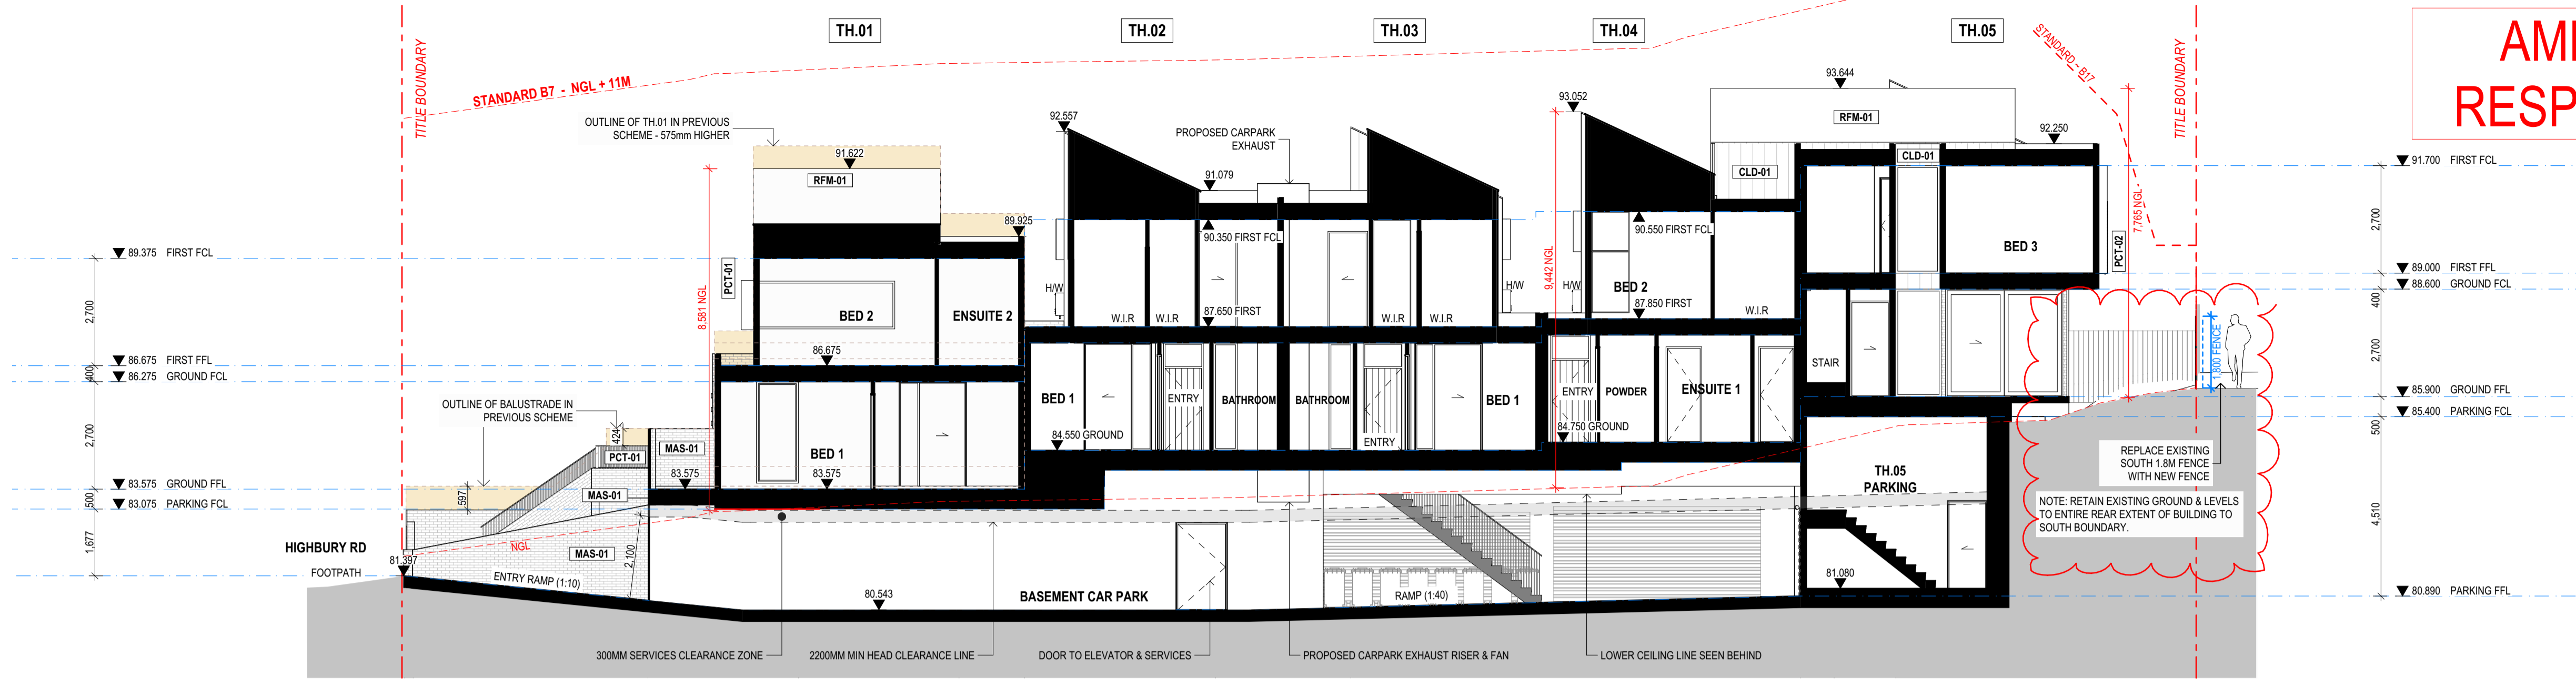 TH.01
TH.02
TH.03
TH.04
TH.05
AM
RESP
TITLE BOUNDARY
STANDARD B7 - NGL + 11M
STANDARD - B17
TITLE BOUNDARY
OUTLINE OF TH.01 IN PREVIOUS
SCHEME - 575mm HIGHER
91.622
RFM-01
89.925
92.557
PROPOSED CARPARK
EXHAUST
91.079
93.052
93.644
RFM-01
92.250
CLD-01
CLD-01
91.700 FIRST FCL
89.375 FIRST FCL
PCT-01
8,581 NGL
BED 2
ENSUITE 2
H/W
W.I.R
W.I.R
90.350 FIRST FCL
87.650 FIRST
W.I.R
W.I.R
H/W
9,442 NGL
H/W
90.550 FIRST FCL
BED 2
87.850 FIRST
W.I.R
BED 3
PCT-02
7,765 NGL
2,700
89.000 FIRST FFL
400
88.600 GROUND FCL
2,700
86.675 FIRST FFL
400
86.275 GROUND FCL
86.675
STAIR
1,800 FENCE
2,700
85.900 GROUND FFL
85.400 PARKING FCL
500
OUTLINE OF BALUSTRADE IN
PREVIOUS SCHEME
424
PCT-01
MAS-01
83.575
BED 1
83.575
BED 1
84.550 GROUND
ENTRY
BATHROOM
BATHROOM
ENTRY
BED 1
ENTRY
84.750 GROUND
POWDER
ENSUITE 1
2,700
83.575 GROUND FFL
500
83.075 PARKING FCL
597
MAS-01
1,677
TH.05
PARKING
REPLACE EXISTING
SOUTH 1.8M FENCE
WITH NEW FENCE
NOTE: RETAIN EXISTING GROUND & LEVELS
TO ENTIRE REAR EXTENT OF BUILDING TO
SOUTH BOUNDARY.
4,510
HIGHBURY RD
FOOTPATH
81.397
NGL
MAS-01
2,100
ENTRY RAMP (1:10)
80.543
BASEMENT CAR PARK
RAMP (1:40)
81.080
80.890 PARKING FFL
300MM SERVICES CLEARANCE ZONE
2200MM MIN HEAD CLEARANCE LINE
DOOR TO ELEVATOR & SERVICES
PROPOSED CARPARK EXHAUST RISER & FAN
LOWER CEILING LINE SEEN BEHIND